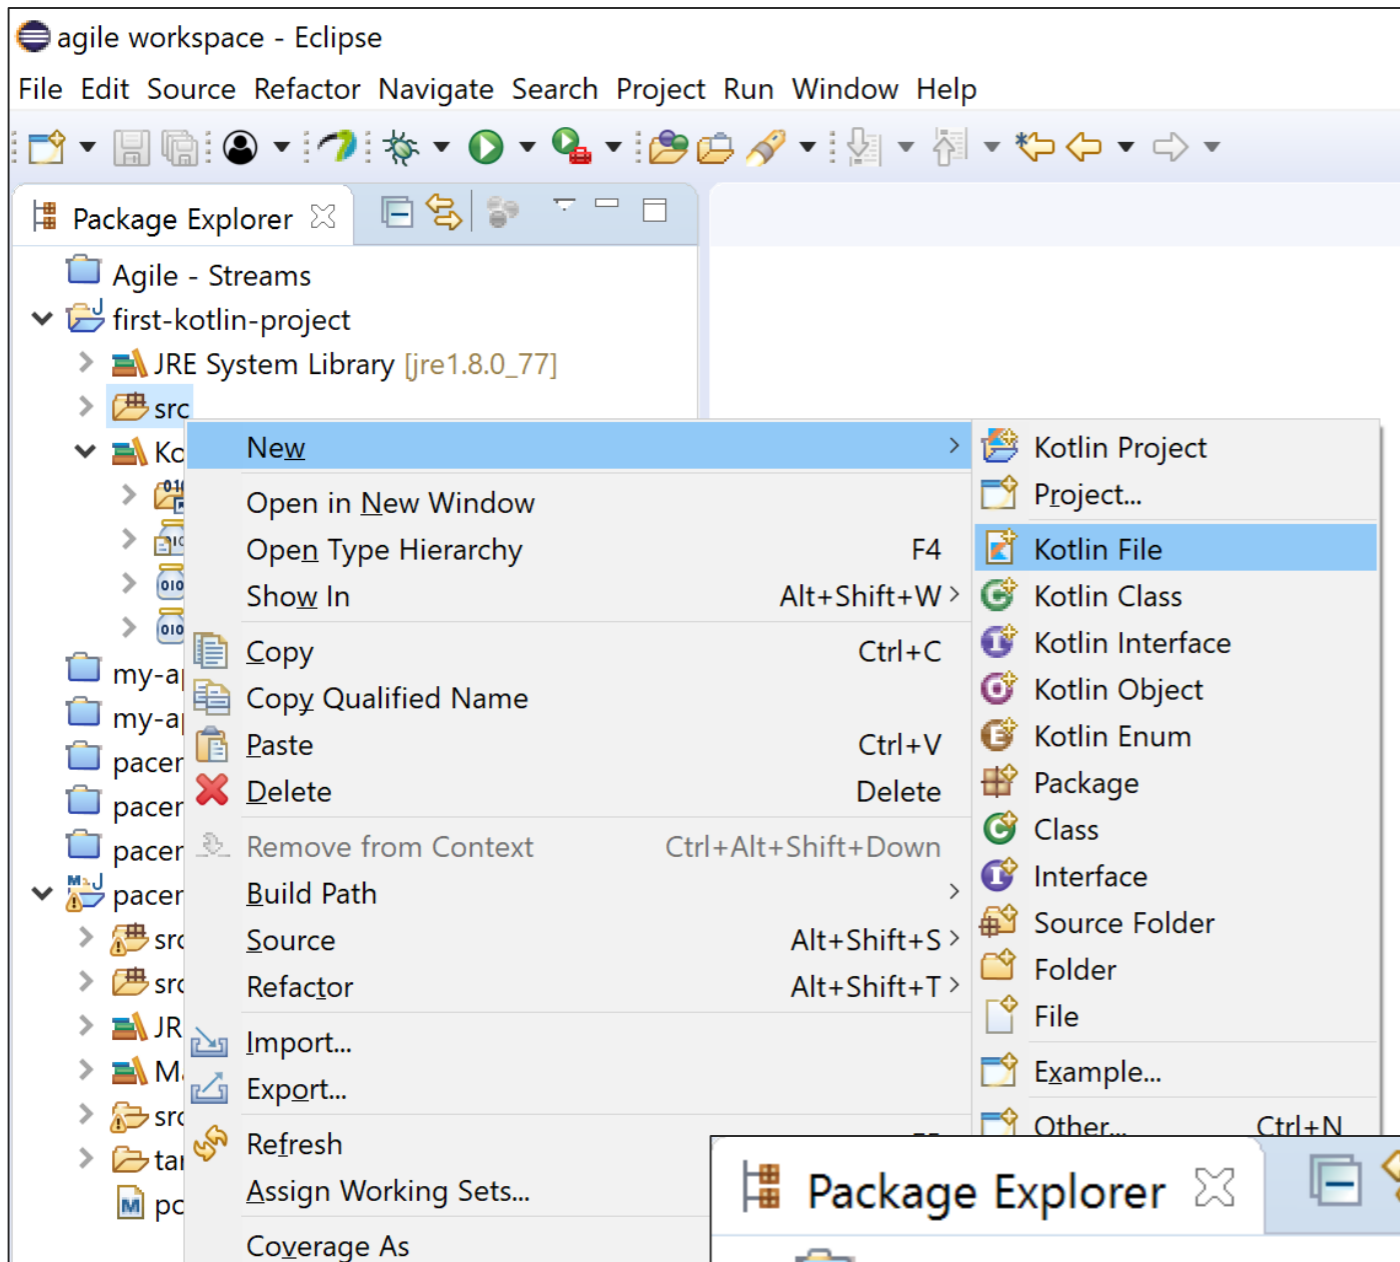 agile workspace - Eclipse
File Edit Source Refactor Navigate Search Project Run Window Help
Package Explorer
Agile - Streams
first-kotlin-project
JRE System Library [jre1.8.0_77]
src
New
Open in New Window
Open Type Hierarchy F4
Show In Alt+Shift+W
Copy Ctrl+C
Copy Qualified Name
Paste Ctrl+V
Delete Delete
Remove from Context Ctrl+Alt+Shift+Down
Build Path
Source Alt+Shift+S
Refactor Alt+Shift+T
Import...
Export...
Refresh
Assign Working Sets...
Coverage As
Kotlin Project
Project...
Kotlin File
Kotlin Class
Kotlin Interface
Kotlin Object
Kotlin Enum
Package
Class
Interface
Source Folder
Folder
File
Example...
Other... Ctrl+N
Package Explorer